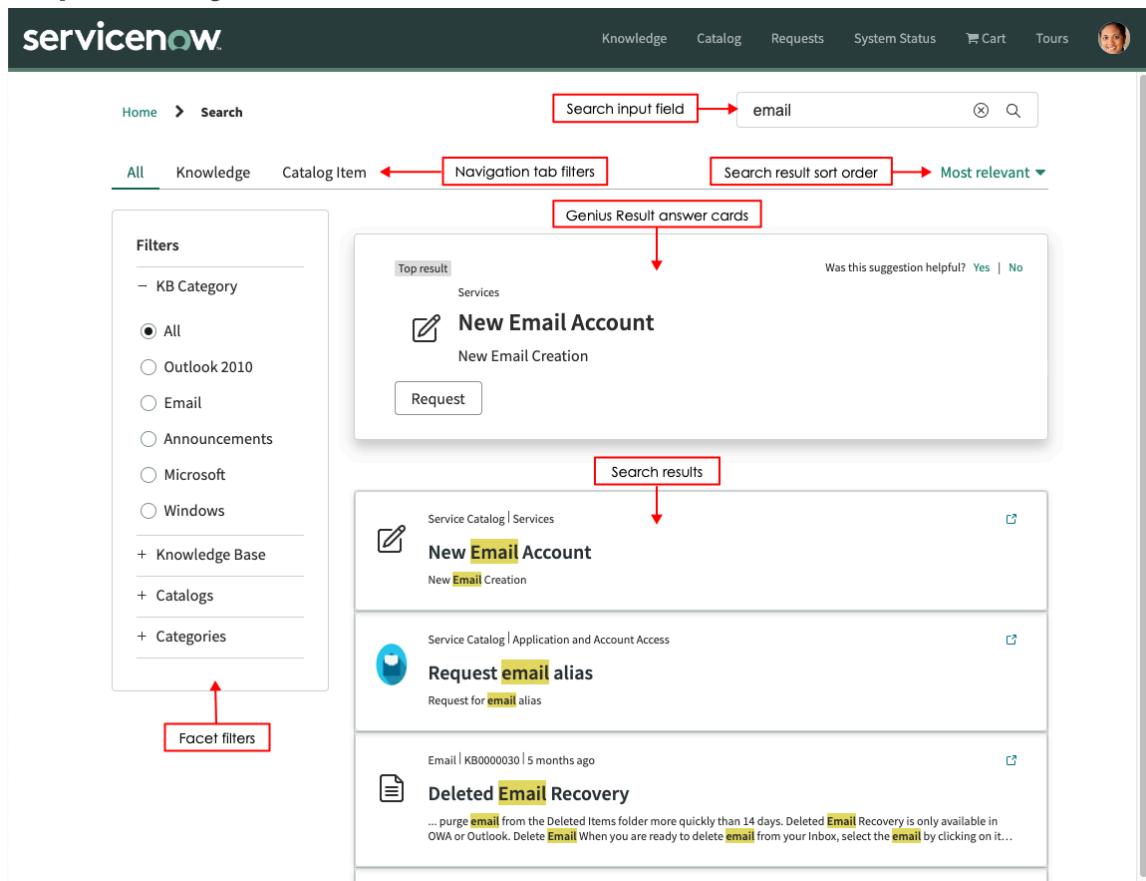 servicenow
Knowledge Catalog Requests System Status Cart Tours
Home > Search
Search input field
email
All Knowledge Catalog Item
Navigation tab filters
Search result sort order
Most relevant
Genius Result answer cards
Filters
− KB Category
All
Outlook 2010
Email
Announcements
Microsoft
Windows
+ Knowledge Base
+ Catalogs
+ Categories
Facet filters
Top result
Was this suggestion helpful? Yes | No
Services
New Email Account
New Email Creation
Request
Search results
Service Catalog | Services
New Email Account
New Email Creation
Service Catalog | Application and Account Access
Request email alias
Request for email alias
Email | KB0000030 | 5 months ago
Deleted Email Recovery
... purge email from the Deleted Items folder more quickly than 14 days. Deleted Email Recovery is only available in
OWA or Outlook. Delete Email When you are ready to delete email from your Inbox, select the email by clicking on it…